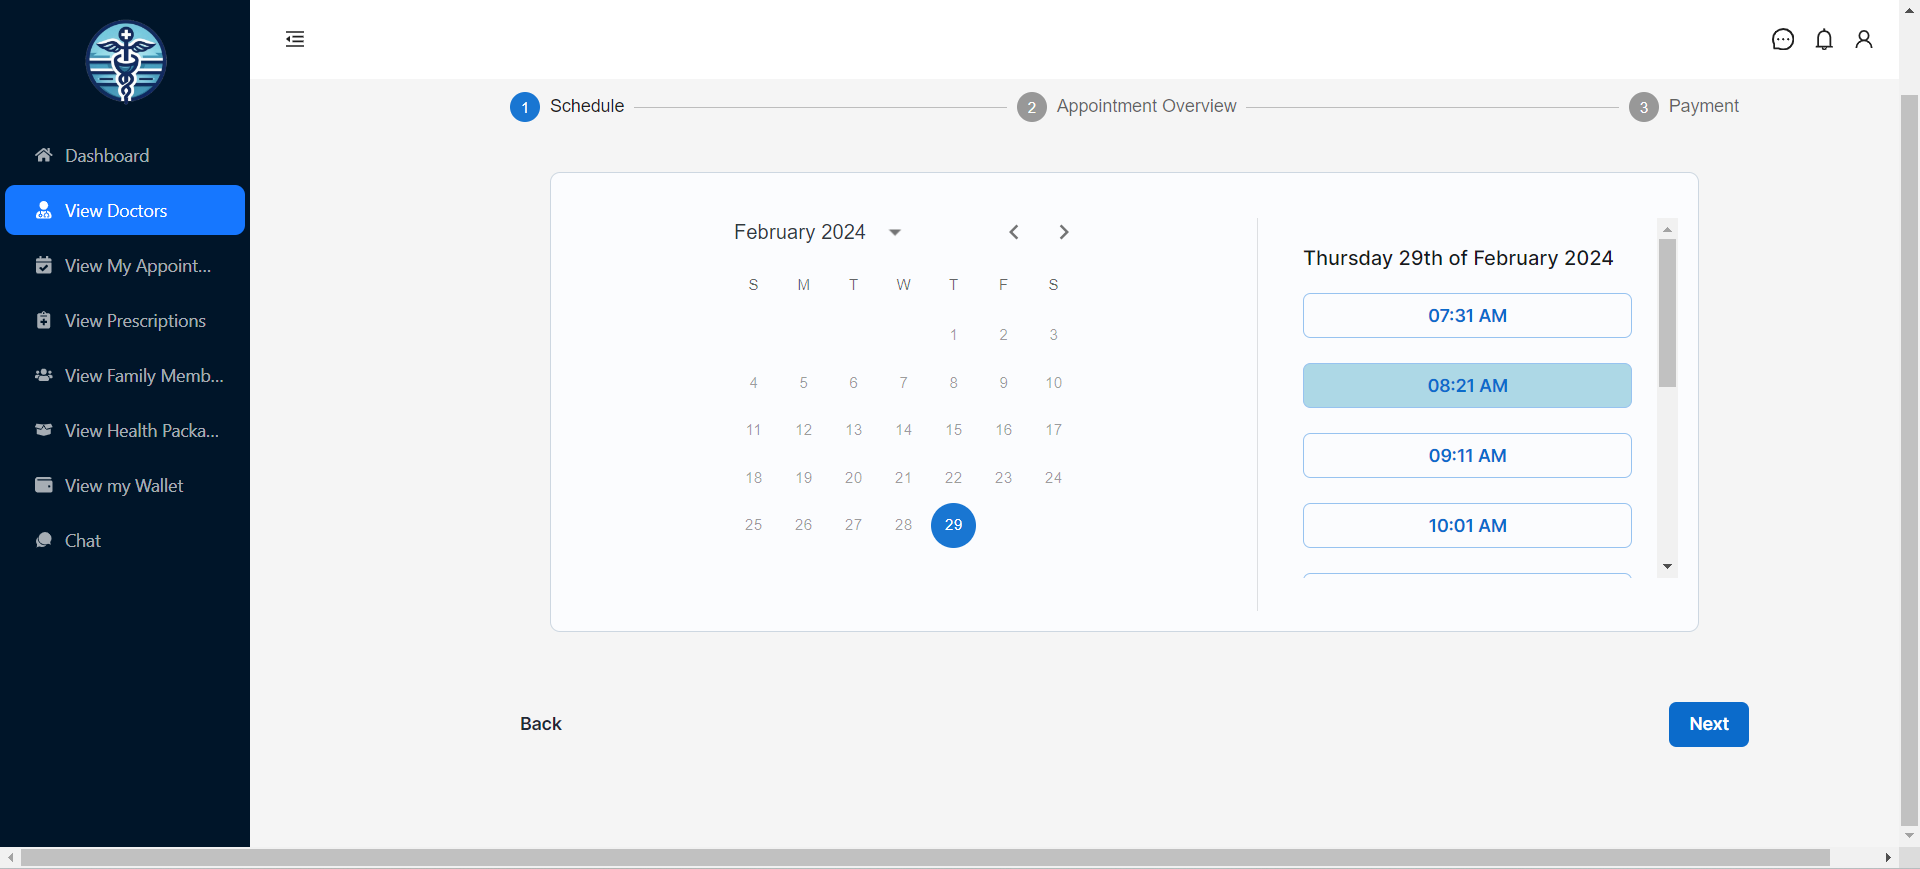 Dashboard
View Doctors
View My Appoint...
View Prescriptions
View Family Memb...
View Health Packa...
View my Wallet
Chat
1 Schedule 2 Appointment Overview 3 Payment
February 2024
S M T W T F S
1 2 3
4 5 6 7 8 9 10
11 12 13 14 15 16 17
18 19 20 21 22 23 24
25 26 27 28 29
Thursday 29th of February 2024
07:31 AM
08:21 AM
09:11 AM
10:01 AM
Back
Next